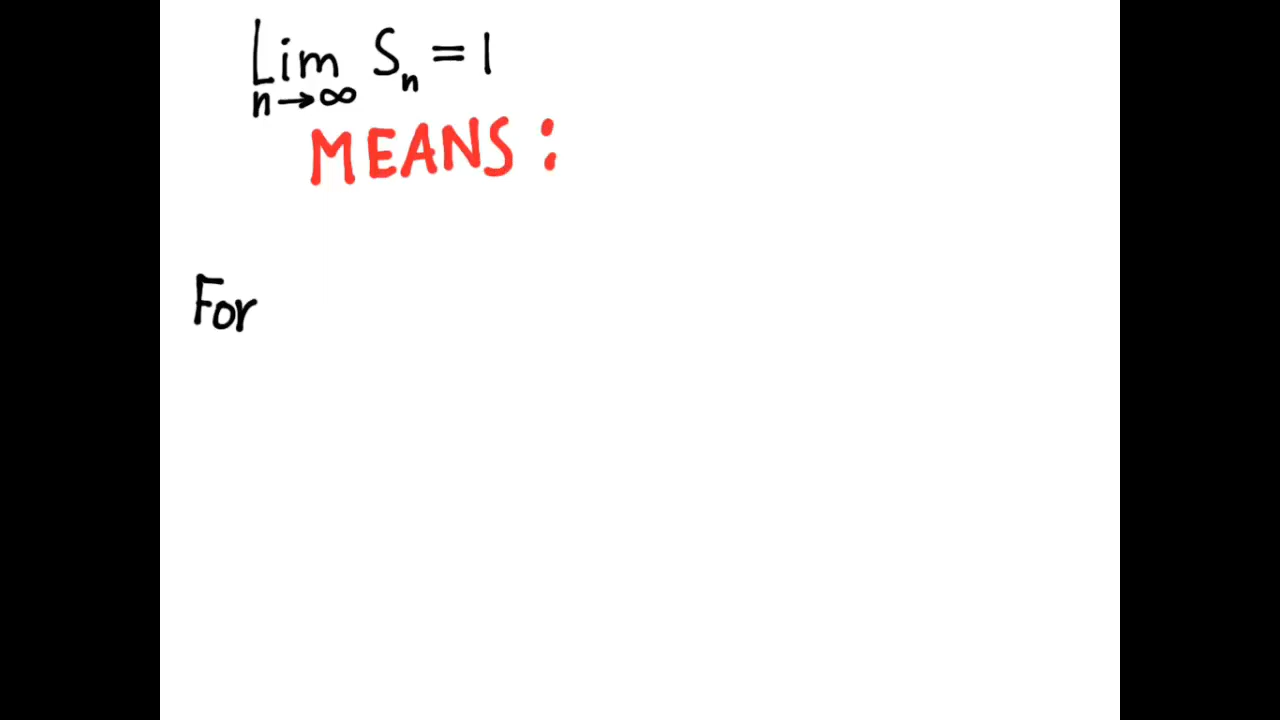 Lim Sₙ = 1
n→∞
MEANS:
For